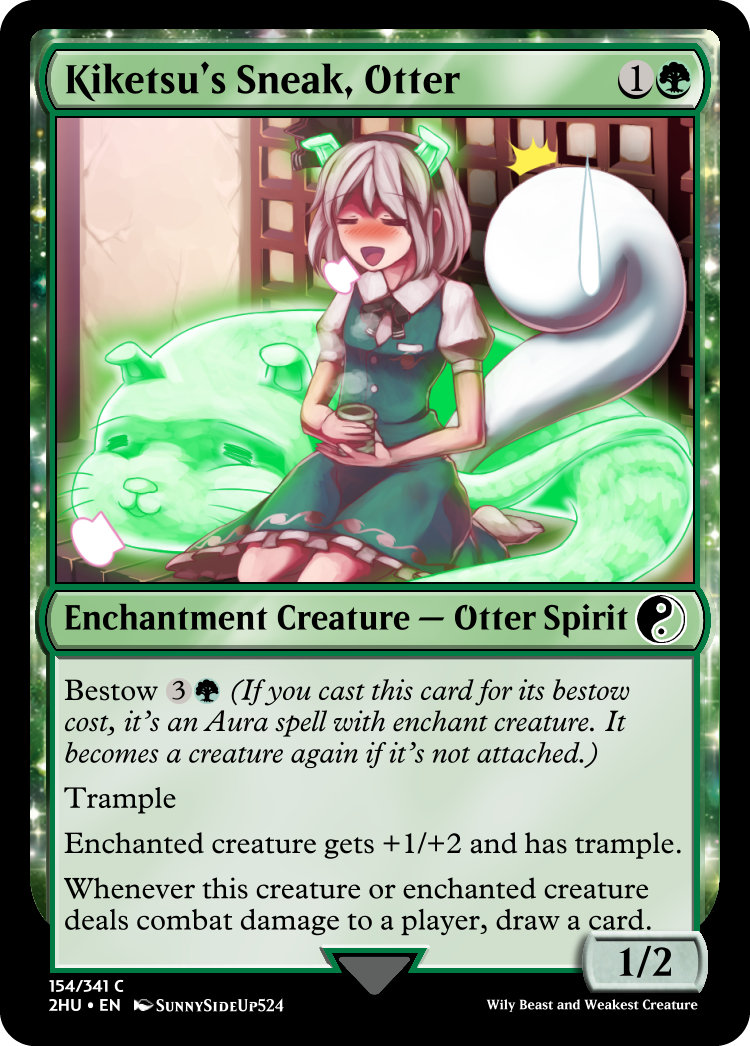 Kiketsu's Sneak, Otter 1
Enchantment Creature — Otter Spirit
Bestow 3 (If you cast this card for its bestow
cost, it's an Aura spell with enchant creature. It
becomes a creature again if it's not attached.)
Trample
Enchanted creature gets +1/+2 and has trample.
Whenever this creature or enchanted creature
deals combat damage to a player, draw a card.
1/2
154/341 C
2HU • EN SunnySideUp524
Wily Beast and Weakest Creature